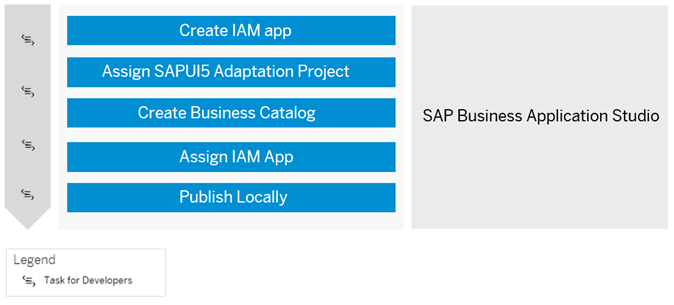 Create IAM app
Assign SAPUI5 Adaptation Project
Create Business Catalog
Assign IAM App
Publish Locally
SAP Business Application Studio
Legend
Task for Developers